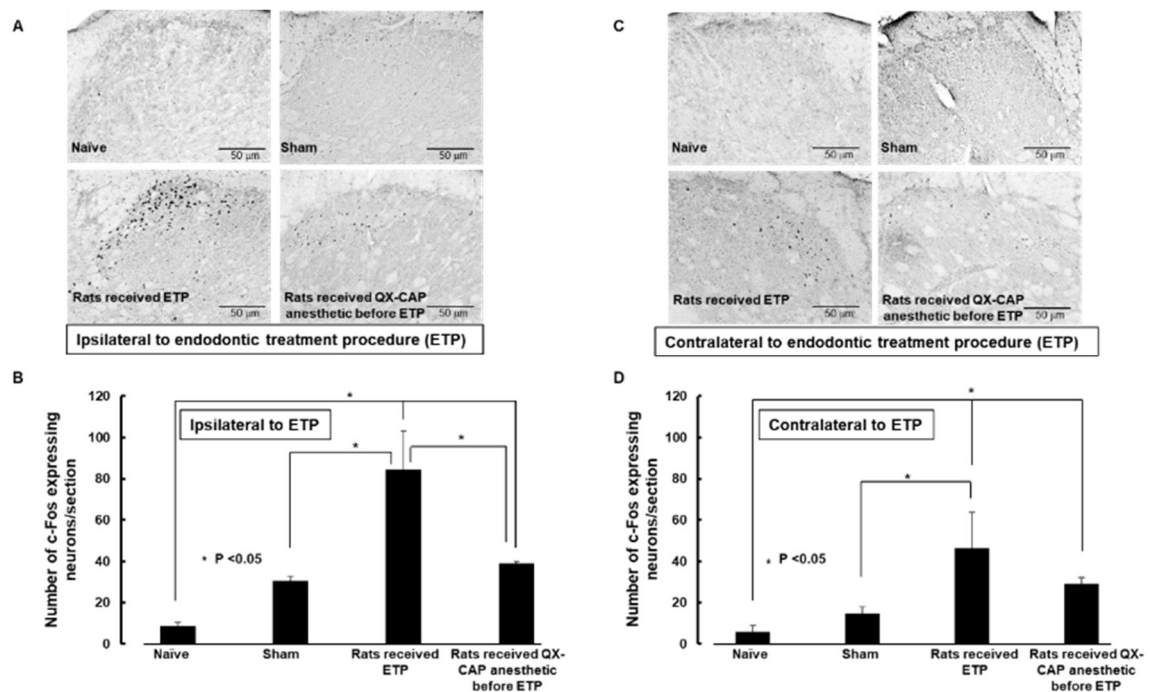 A
Naïve
50 μm
Sham
50 μm
Rats received ETP
50 μm
Rats received QX-CAP
anesthetic before ETP
50 μm
Ipsilateral to endodontic treatment procedure (ETP)
C
Naïve
50 μm
Sham
50 μm
Rats received ETP
50 μm
Rats received QX-CAP
anesthetic before ETP
50 μm
Contralateral to endodontic treatment procedure (ETP)
B
Number of c-Fos expressing
neurons/section
120
100
80
60
40
20
0
Ipsilateral to ETP
*
*
*
* P <0.05
Naïve
Sham
Rats received
ETP
Rats received QX-
CAP anesthetic
before ETP
D
Number of c-Fos expressing
neurons/section
120
100
80
60
40
20
0
Contralateral to ETP
*
*
* P <0.05
Naïve
Sham
Rats received
ETP
Rats received QX-
CAP anesthetic
before ETP